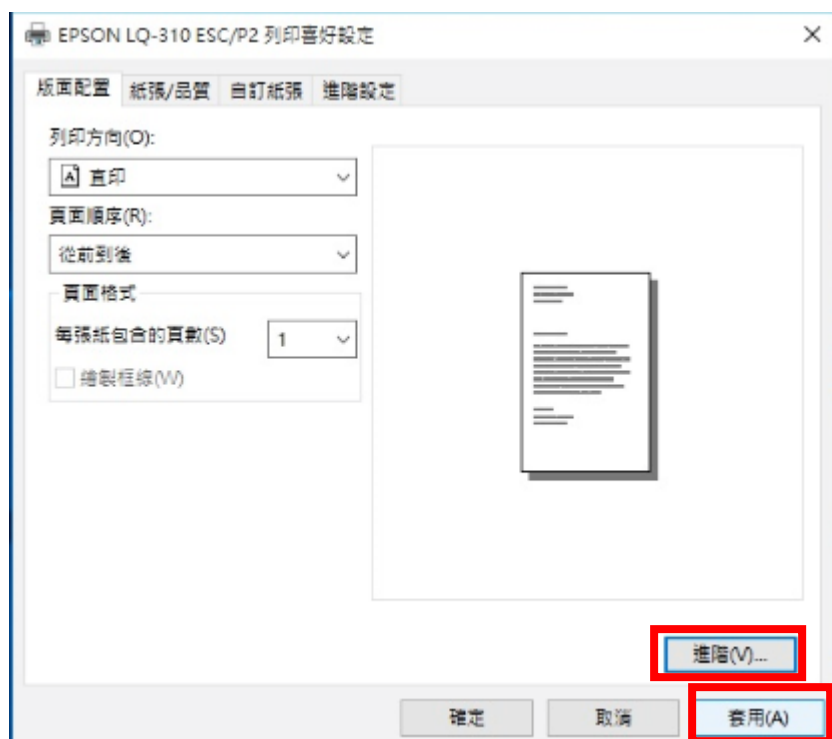 EPSON LQ-310 ESC/P2 列印喜好設定
版面配置 紙張/品質 自訂紙張 進階設定
列印方向(O):
A 直印
頁面順序(R):
從前到後
頁面格式
每張紙包含的頁數(S) 1
繪製框線(W)
進階(V)...
確定 取消 套用(A)